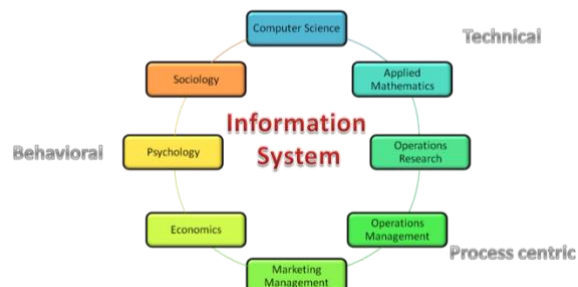 Computer Science
Technical
Sociology
Applied
Mathematics
Information
System
Behavioral
Psychology
Operations
Research
Economics
Operations
Management
Process centric
Marketing
Management